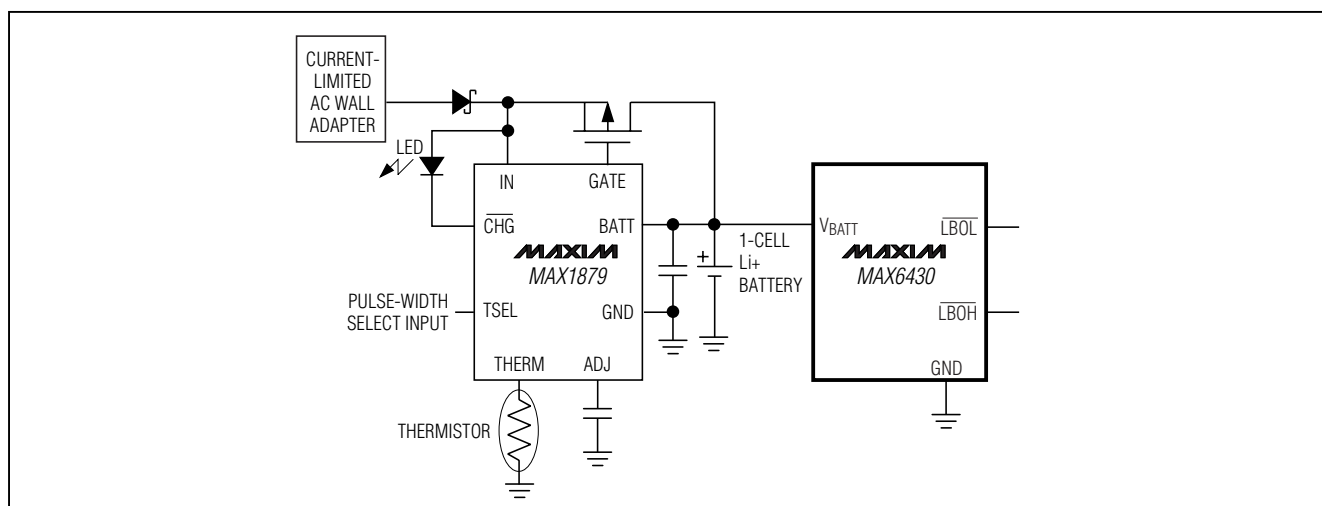 CURRENT-
LIMITED
AC WALL
ADAPTER
LED
IN
GATE
CHG
BATT
MAXIM
MAX1879
PULSE-WIDTH
SELECT INPUT
TSEL
GND
THERM
ADJ
THERMISTOR
+
1-CELL
Li+
BATTERY
VBATT
LBOL
MAXIM
MAX6430
LBOH
GND